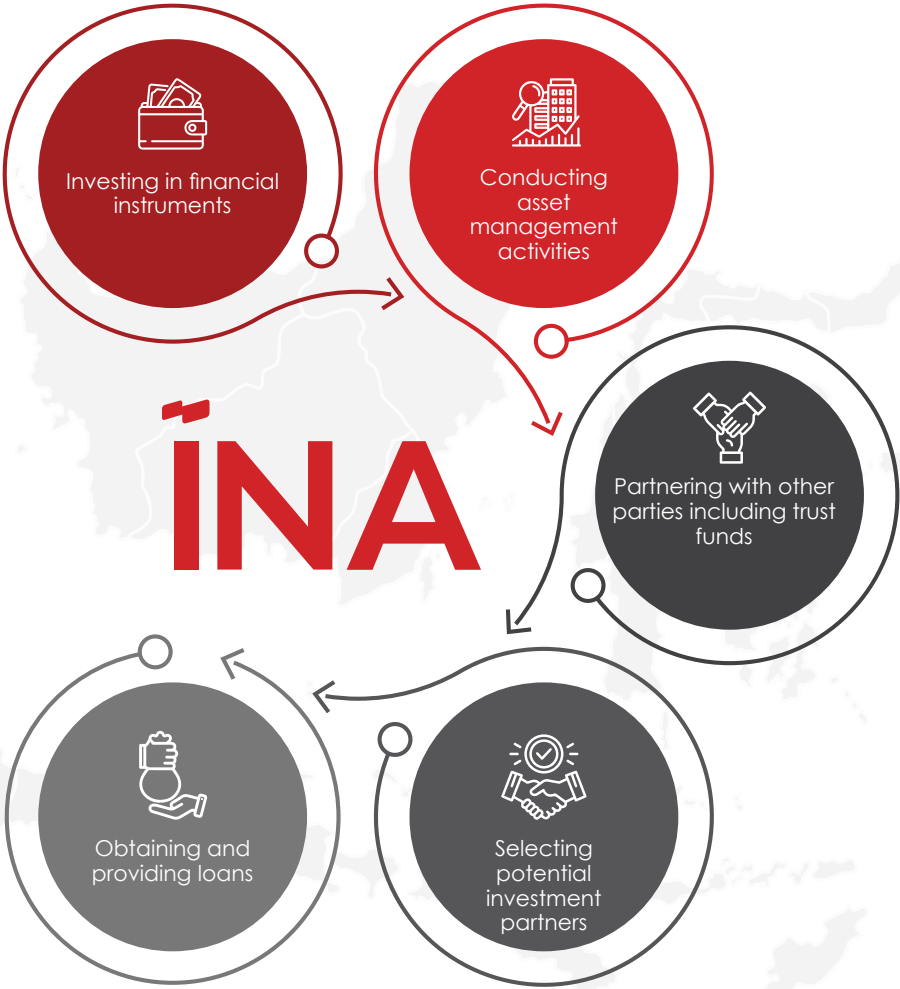 Investing in financial
instruments
Conducting
asset
management
activities
Partnering with other
parties including trust
funds
INA
Selecting
potential
investment
partners
Obtaining and
providing loans